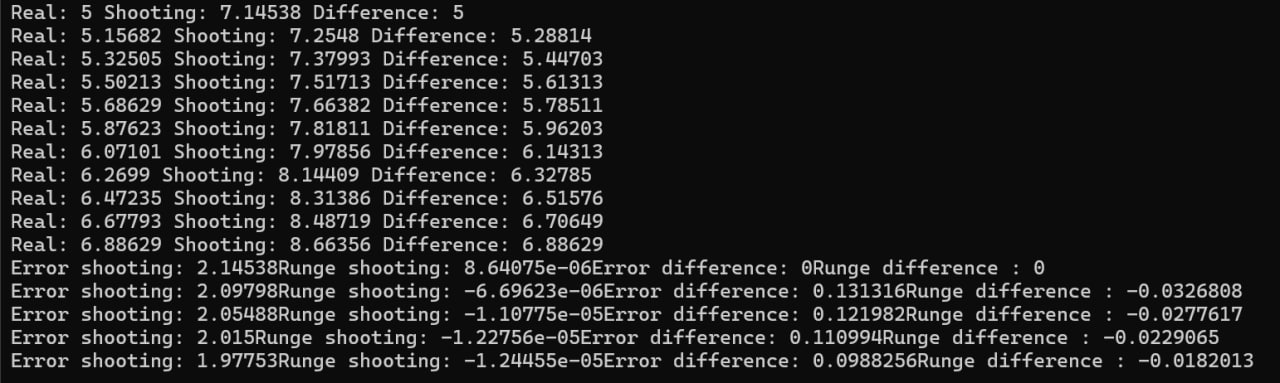 Real: 5 Shooting: 7.14538 Difference: 5
Real: 5.15682 Shooting: 7.2548 Difference: 5.28814
Real: 5.32505 Shooting: 7.37993 Difference: 5.44703
Real: 5.50213 Shooting: 7.51713 Difference: 5.61313
Real: 5.68629 Shooting: 7.66382 Difference: 5.78511
Real: 5.87623 Shooting: 7.81811 Difference: 5.96203
Real: 6.07101 Shooting: 7.97856 Difference: 6.14313
Real: 6.2699 Shooting: 8.14409 Difference: 6.32785
Real: 6.47235 Shooting: 8.31386 Difference: 6.51576
Real: 6.67793 Shooting: 8.48719 Difference: 6.70649
Real: 6.88629 Shooting: 8.66356 Difference: 6.88629
Error shooting: 2.14538Runge shooting: 8.64075e-06Error difference: 0Runge difference : 0
Error shooting: 2.09798Runge shooting: -6.69623e-06Error difference: 0.131316Runge difference : -0.0326808
Error shooting: 2.05488Runge shooting: -1.10775e-05Error difference: 0.121982Runge difference : -0.0277617
Error shooting: 2.015Runge shooting: -1.22756e-05Error difference: 0.110994Runge difference : -0.0229065
Error shooting: 1.97753Runge shooting: -1.24455e-05Error difference: 0.0988256Runge difference : -0.0182013